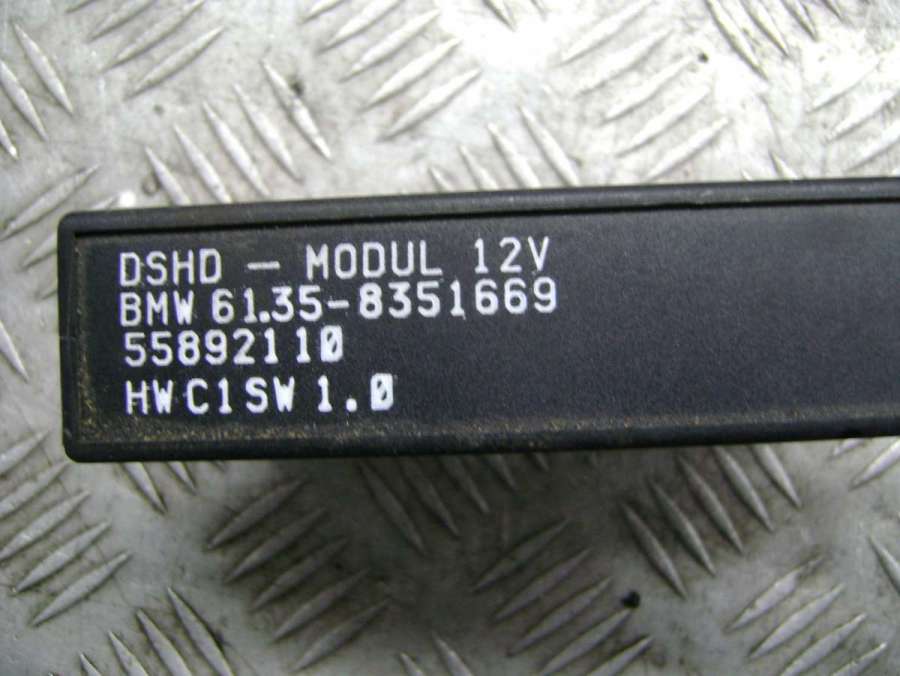 DSHD - MODUL 12V
BMW 61.35-8351669
55892110
HW C1 SW 1.0